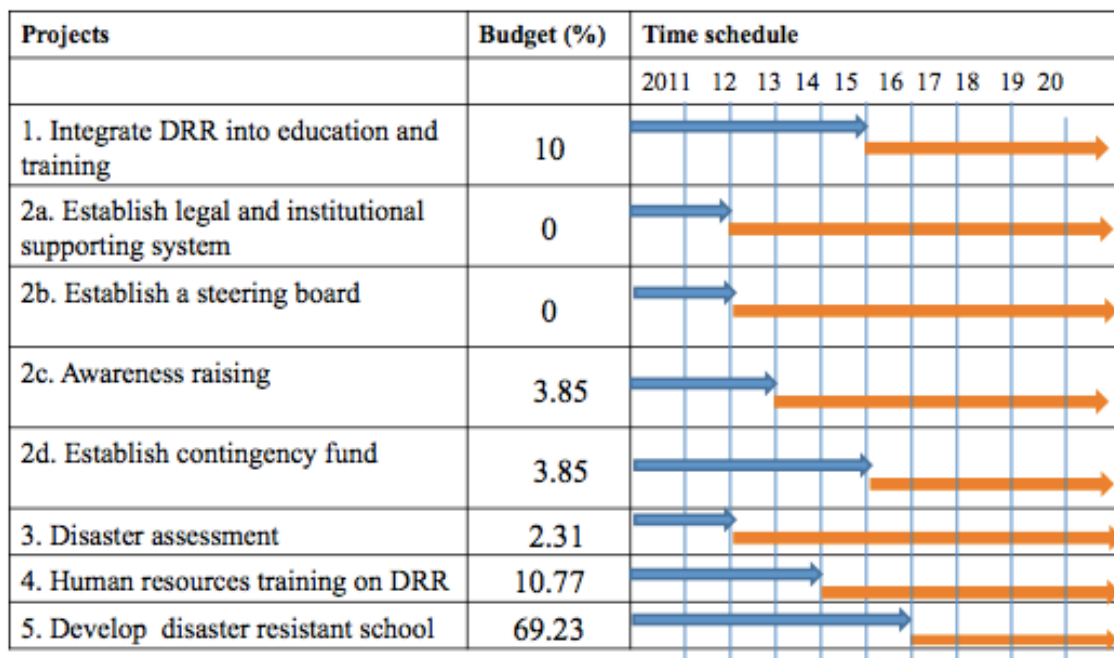 Projects Budget (%) Time schedule
2011 12 13 14 15 16 17 18 19 20
1. Integrate DRR into education and
training
10
2a. Establish legal and institutional
supporting system
0
2b. Establish a steering board
0
2c. Awareness raising
3.85
2d. Establish contingency fund
3.85
3. Disaster assessment 2.31
4. Human resources training on DRR 10.77
5. Develop disaster resistant school 69.23